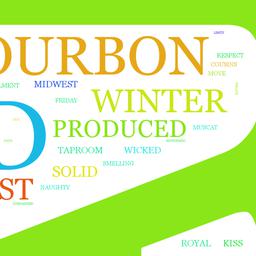 OURBON
RESPECT
COUSINS
MOVE
MIDWEST
FRIDAY
WINTER
PRODUCED
MUSCAT
TAPROOM
WICKED
SMELLING
SOLID
ST
NAUGHTY
ROYAL
KISS